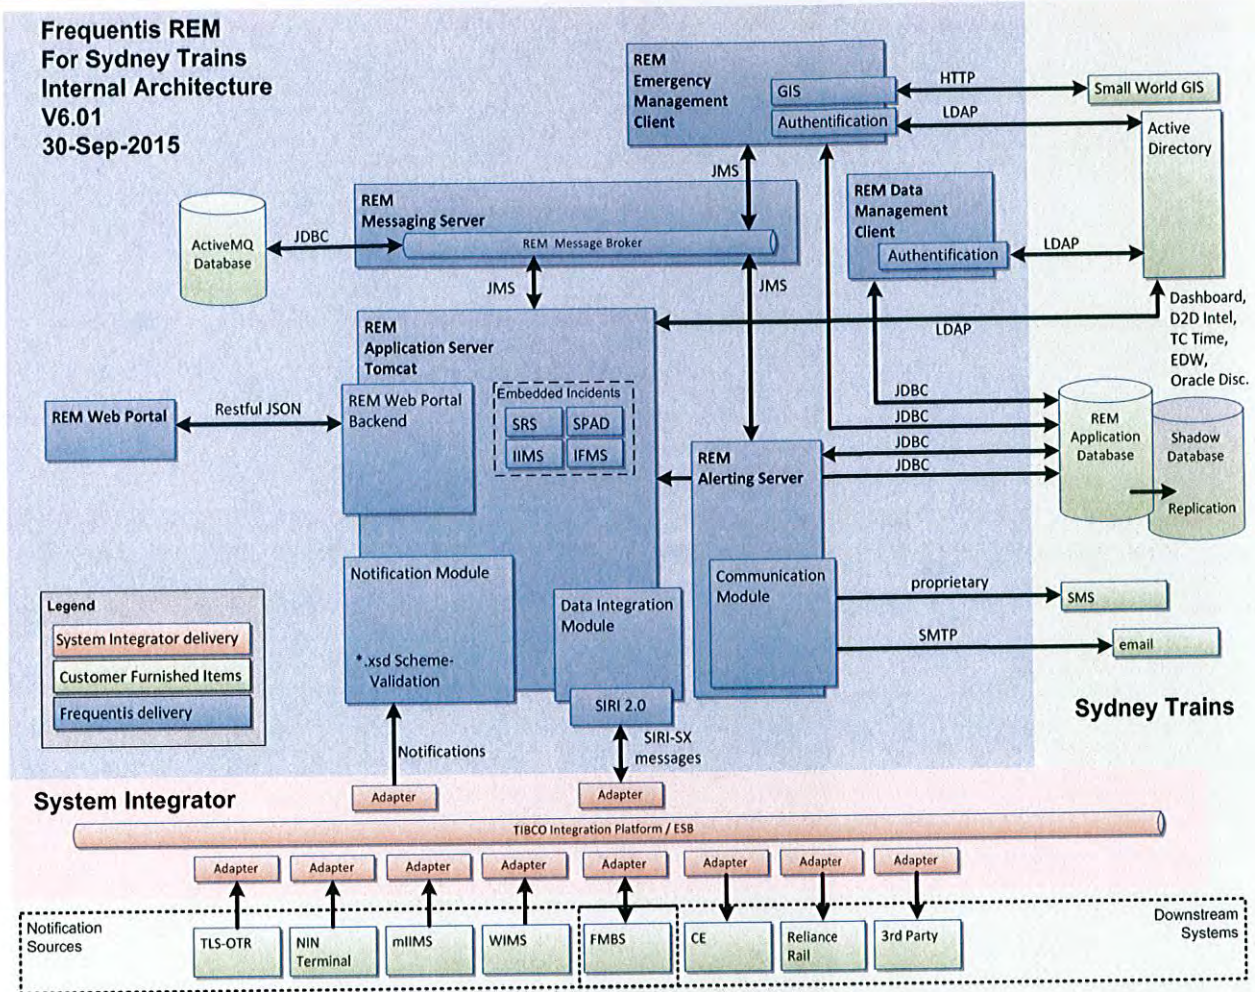 Frequentis REM
For Sydney Trains
Internal Architecture
V6.01
30-Sep-2015
REM
Emergency
Management
Client
GIS
Authentification
HTTP
Small World GIS
LDAP
Active
Directory
JMS
REM
Messaging Server
REM Message Broker
ActiveMQ
Database
JDBC
REM Data
Management
Client
Authentification
LDAP
JMS
JMS
LDAP
Dashboard,
D2D Intel,
TC Time,
EDW,
Oracle Disc.
REM
Application Server
Tomcat
REM Web Portal
Restful JSON
REM Web Portal
Backend
Embedded Incidents
SRS
SPAD
IIMS
IFMS
REM
Alerting Server
JDBC
JDBC
JDBC
JDBC
REM
Application
Database
Shadow
Database
Replication
Notification Module
*.xsd Scheme-
Validation
Data Integration
Module
SIRI 2.0
Communication
Module
proprietary
SMS
SMTP
email
Legend
System Integrator delivery
Customer Furnished Items
Frequentis delivery
Sydney Trains
Notifications
SIRI-SX
messages
System Integrator
Adapter
Adapter
TIBCO Integration Platform / ESB
Adapter
Adapter
Adapter
Adapter
Adapter
Adapter
Adapter
Adapter
Notification
Sources
TLS-OTR
NIN
Terminal
mIIMS
WIMS
FMBS
CE
Reliance
Rail
3rd Party
Downstream
Systems